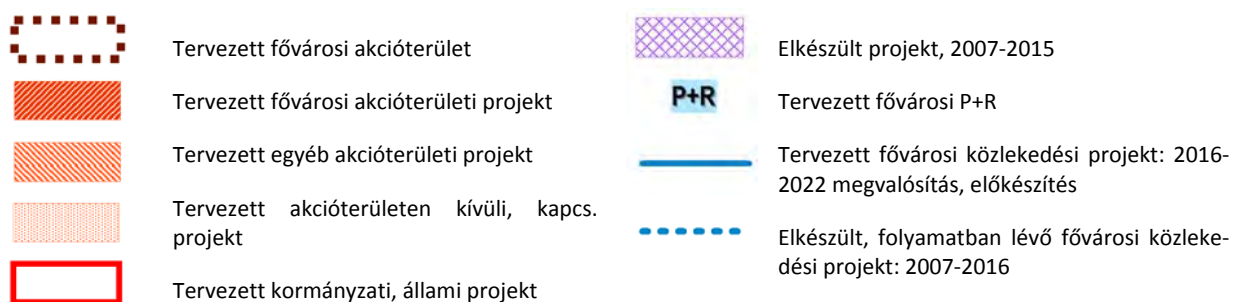 Tervezett fővárosi akcióterület
Tervezett fővárosi akcióterületi projekt
Tervezett egyéb akcióterületi projekt
Tervezett akcióterületen kívüli, kapcs.
projekt
Tervezett kormányzati, állami projekt
Elkészült projekt, 2007-2015
P+R
Tervezett fővárosi P+R
Tervezett fővárosi közlekedési projekt: 2016-
2022 megvalósítás, előkészítés
Elkészült, folyamatban lévő fővárosi közleke-
dési projekt: 2007-2016